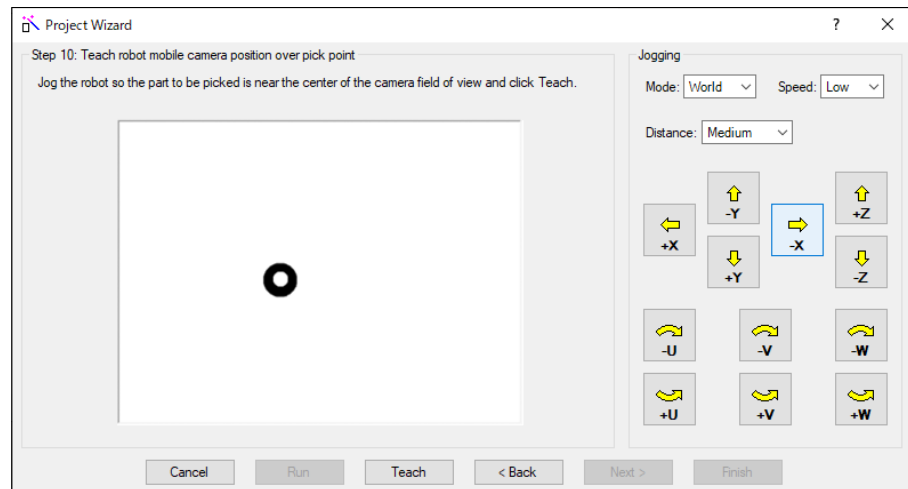 Project Wizard
?
Step 10: Teach robot mobile camera position over pick point
Jog the robot so the part to be picked is near the center of the camera field of view and click Teach.
Jogging
Mode: World Speed: Low
Distance: Medium
-Y
+Z
+X
-X
+Y
-Z
-U -V -W
+U +V +W
Cancel Run Teach < Back Next > Finish